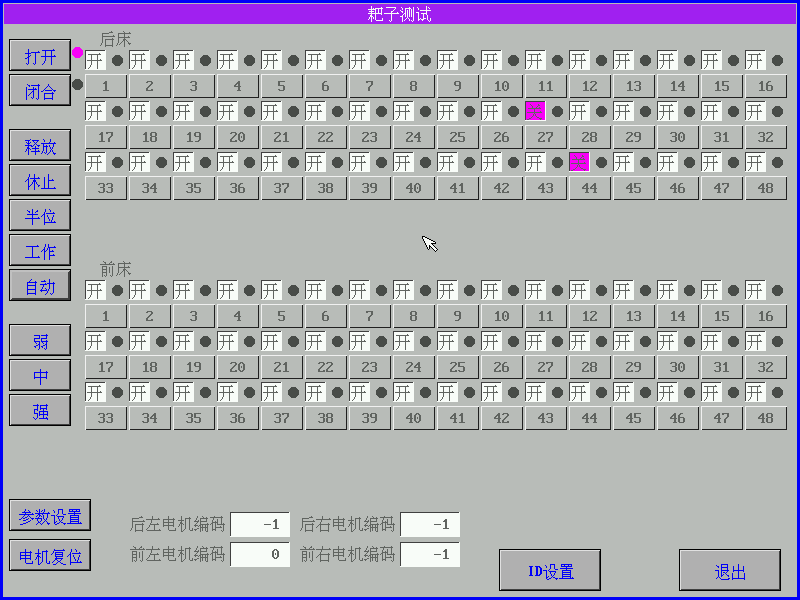 耙子测试
后床
打开
开 开 开 开 开 开 开 开 开 开 开 开 开 开 开 开
闭合
1 2 3 4 5 6 7 8 9 10 11 12 13 14 15 16
开 开 开 开 开 开 开 开 开 开 开 开 开 开 开
释放
17 18 19 20 21 22 23 24 25 26 27 28 29 30 31 32
开 开 开 开 开 开 开 开 开 开 开 开 开 开 开
休止
33 34 35 36 37 38 39 40 41 42 43 44 45 46 47 48
半位
工作
前床
自动
开 开 开 开 开 开 开 开 开 开 开 开 开 开 开 开
1 2 3 4 5 6 7 8 9 10 11 12 13 14 15 16
弱
开 开 开 开 开 开 开 开 开 开 开 开 开 开 开 开
17 18 19 20 21 22 23 24 25 26 27 28 29 30 31 32
中
开 开 开 开 开 开 开 开 开 开 开 开 开 开 开 开
强
33 34 35 36 37 38 39 40 41 42 43 44 45 46 47 48
参数设置
后左电机编码 -1 后右电机编码 -1
电机复位
前左电机编码 0 前右电机编码 -1
ID设置
退出